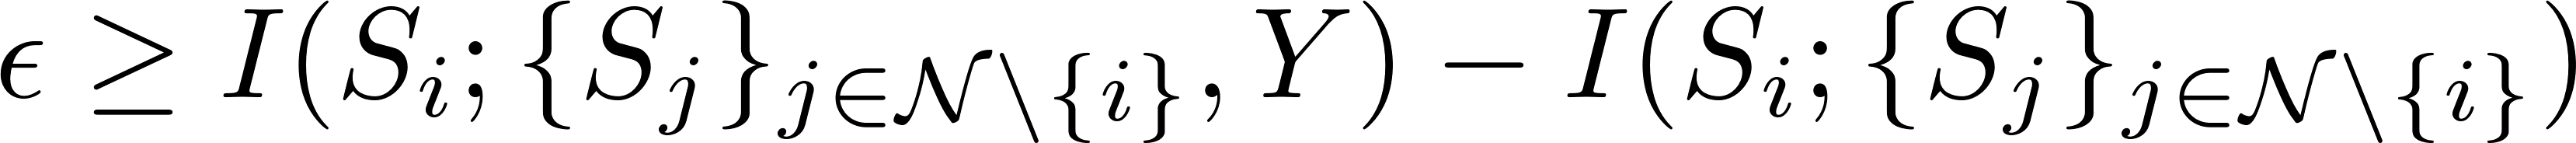 ϵ ≥ I(S_i; {S_j}_{j∈𝒩\{i}}, Y) − I(S_i; {S_j}_{j∈𝒩\{i}})